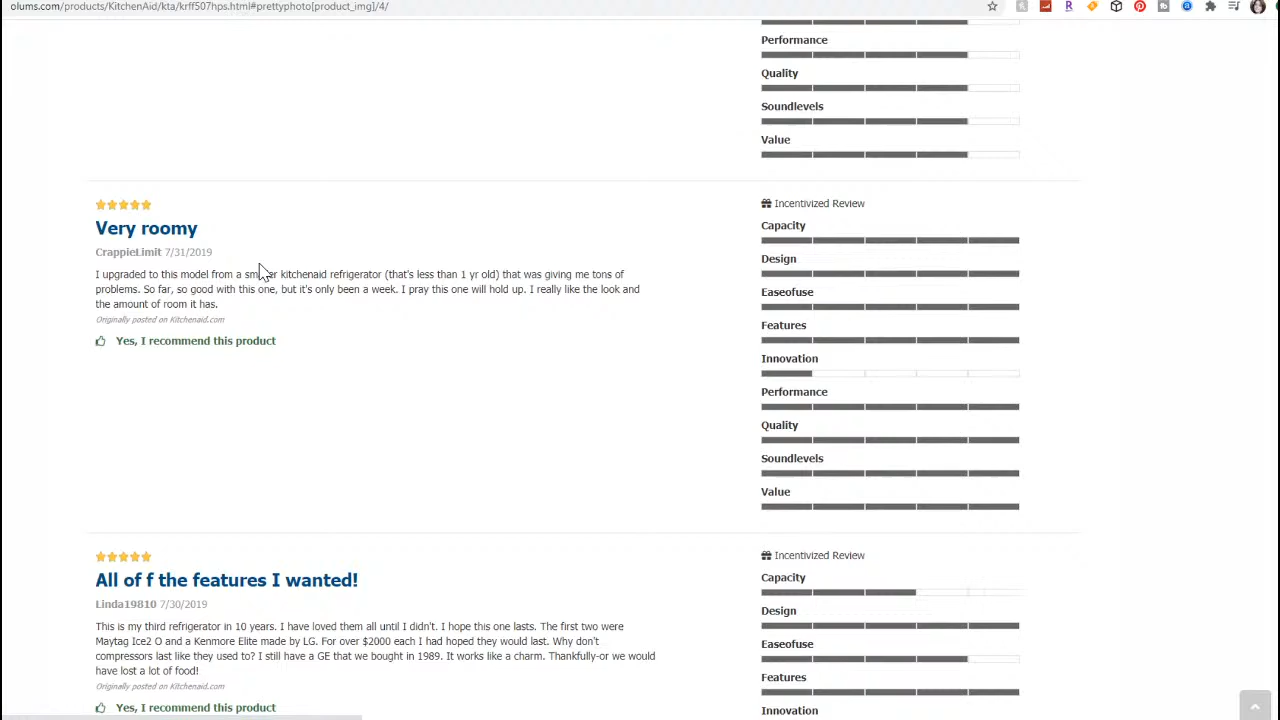 olums.com/products/KitchenAid/kta/krff507hps.html#prettyphoto[product_img]/4/
Performance
Quality
Soundlevels
Value
Very roomy
CrappieLimit 7/31/2019
I upgraded to this model from a kitchenaid refrigerator (that's less than 1 yr old) that was giving me tons of
problems. So far, so good with this one, but it's only been a week. I pray this one will hold up. I really like the look and
the amount of room it has.
Originally posted on Kitchenaid.com
Yes, I recommend this product
Incentivized Review
Capacity
Design
Easeofuse
Features
Innovation
Performance
Quality
Soundlevels
Value
All of f the features I wanted!
Linda19810 7/30/2019
This is my third refrigerator in 10 years. I have loved them all until I didn't. I hope this one lasts. The first two were
Maytag Ice2 O and a Kenmore Elite made by LG. For over $2000 each I had hoped they would last. Why don't
compressors last like they used to? I still have a GE that we bought in 1989. It works like a charm. Thankfully-or we would
have lost a lot of food!
Originally posted on Kitchenaid.com
Yes, I recommend this product
Incentivized Review
Capacity
Design
Easeofuse
Features
Innovation